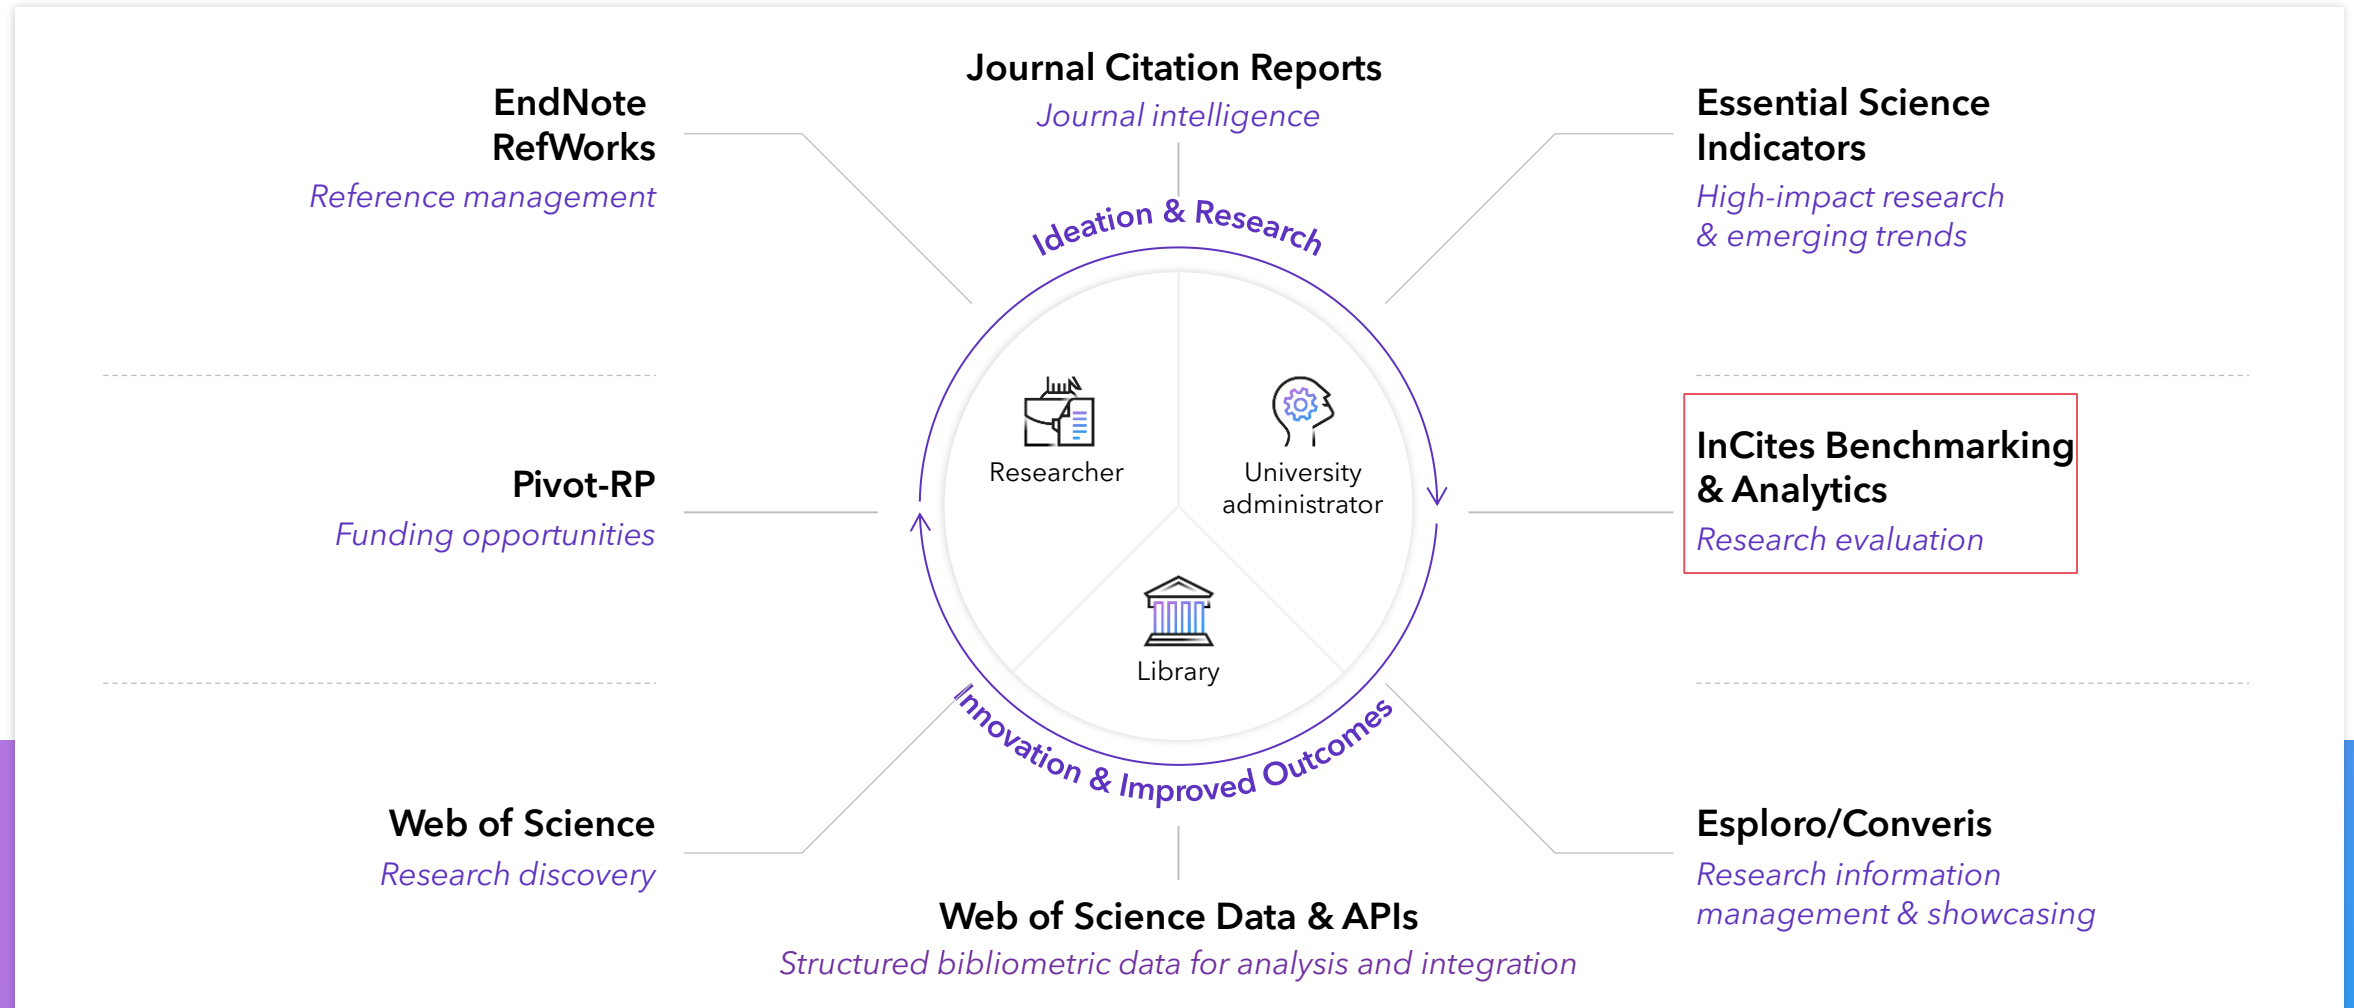 Journal Citation Reports
Journal intelligence
EndNote
RefWorks
Reference management
Essential Science
Indicators
High-impact research
& emerging trends
Ideation & Research
Researcher
University
administrator
Library
Pivot-RP
Funding opportunities
InCites Benchmarking
& Analytics
Research evaluation
Innovation & Improved Outcomes
Web of Science
Research discovery
Esploro/Converis
Research information
management & showcasing
Web of Science Data & APIs
Structured bibliometric data for analysis and integration